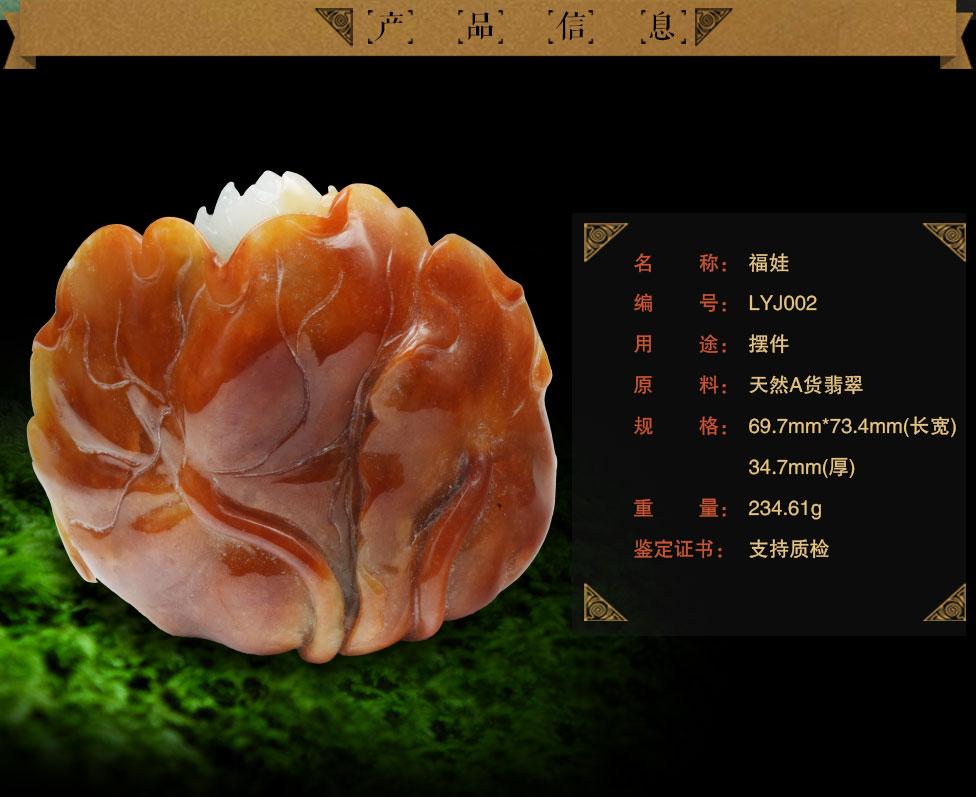 产品信息
名称：福娃
编号：LYJ002
用途：摆件
原料：天然A货翡翠
规格：69.7mm*73.4mm(长宽)
34.7mm(厚)
重量：234.61g
鉴定证书：支持质检